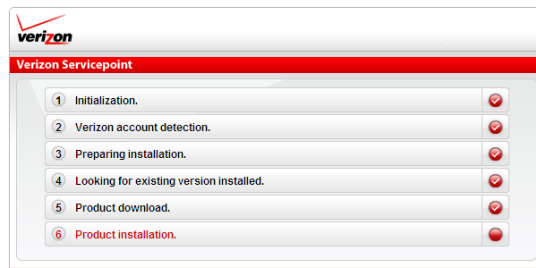 verizon
Verizon Servicepoint
1 Initialization.
2 Verizon account detection.
3 Preparing installation.
4 Looking for existing version installed.
5 Product download.
6 Product installation.